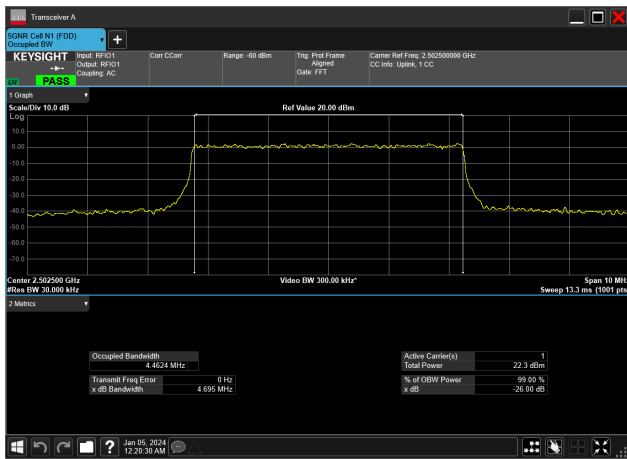 Transceiver A
5GNR Cell N1 (FDD)
Occupied BW
KEYSIGHT
LXI
PASS
Input: RFIO1
Output: RFIO1
Coupling: AC
Corr CCorr
Range: -60 dBm
Trig: Prot Frame
Aligned
Gate: FFT
Carrier Ref Freq: 2.502500000 GHz
CC Info: Uplink, 1 CC
1 Graph
Scale/Div 10.0 dB
Ref Value 20.00 dBm
Log
10.0
0.00
-10.0
-20.0
-30.0
-40.0
-50.0
-60.0
-70.0
Center 2.502500 GHz
Video BW 300.00 kHz*
Span 10 MHz
#Res BW 30.000 kHz
Sweep 13.3 ms (1001 pts
2 Metrics
Occupied Bandwidth
4.4624 MHz
Transmit Freq Error 0 Hz
x dB Bandwidth 4.695 MHz
Active Carrier(s) 1
Total Power 22.3 dBm
% of OBW Power 99.00 %
x dB -26.00 dB
Jan 05, 2024
12:20:30 AM